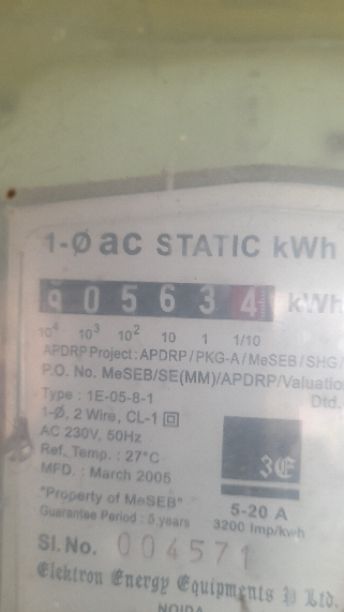 1-Ø ac STATIC kWh
0 5 6 3 4 kWh
10⁴ 10³ 10² 10 1 1/10
APDRP Project : APDRP / PKG-A / MeSEB / SHG/
P.O. No. MeSEB/SE(MM)/APDRP/Valuatio
Dtd.
Type : 1E-05-8-1
1-Ø, 2 Wire, CL-1
AC 230V, 50Hz
Ref. Temp. : 27°C
MFD. : March 2005
"Property of MeSEB"
Guarantee Period : 5 years
3E
5-20 A
3200 Imp/kwh
Sl. No. 004571
Elektron Energy Equipments P Ltd.
NOIDA